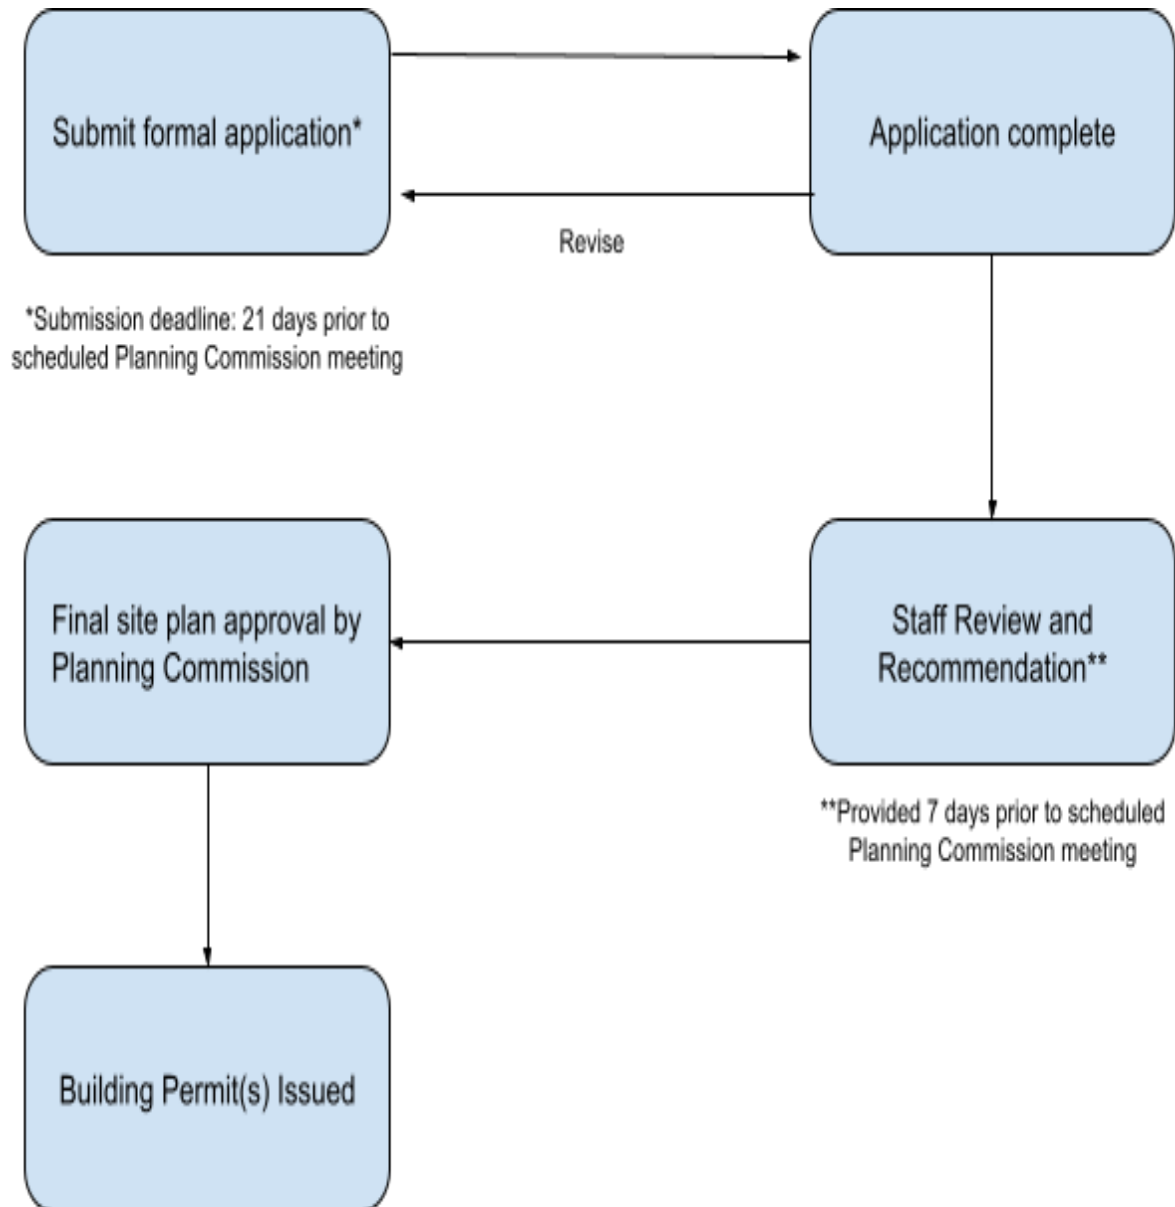 Submit formal application*
Application complete
Revise
*Submission deadline: 21 days prior to
scheduled Planning Commission meeting
Final site plan approval by
Planning Commission
Staff Review and
Recommendation**
**Provided 7 days prior to scheduled
Planning Commission meeting
Building Permit(s) Issued